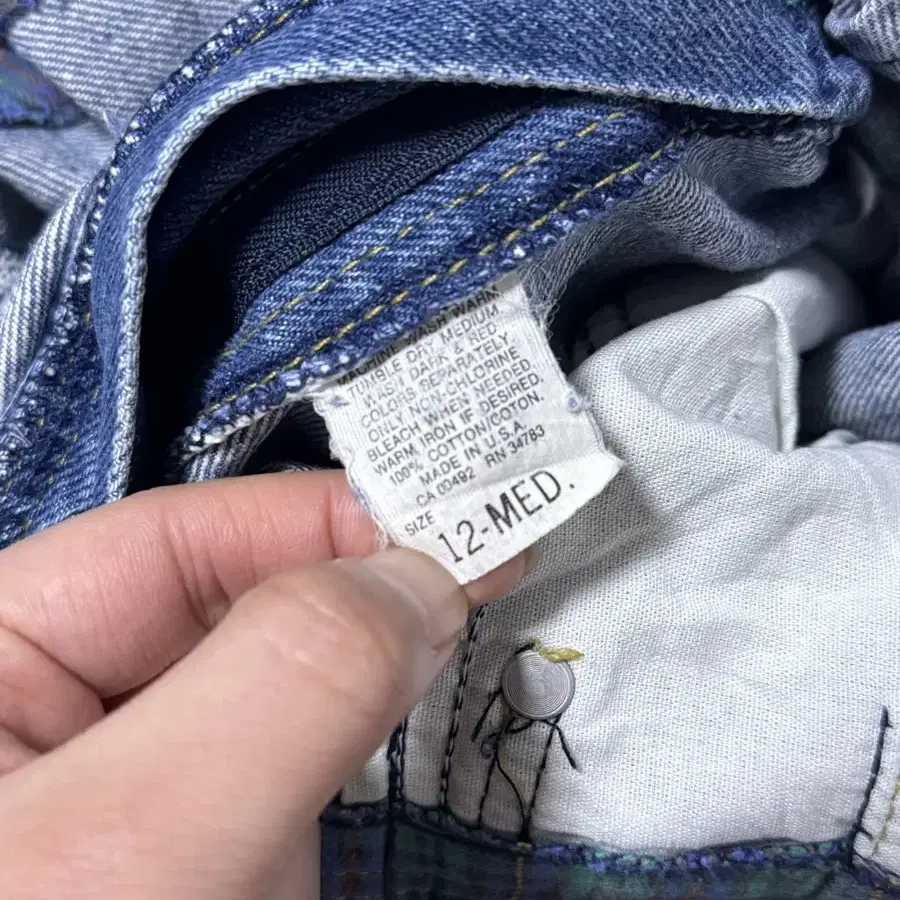 MACHINE WASH WARM
TUMBLE DRY MEDIUM
WASH DARK & RED
COLORS SEPARATELY
ONLY NON-CHLORINE
BLEACH WHEN NEEDED
WARM IRON IF DESIRED.
100% COTTON/COTON.
MADE IN U.S.A.
CA 00492 RN 34783
SIZE
12-MED.